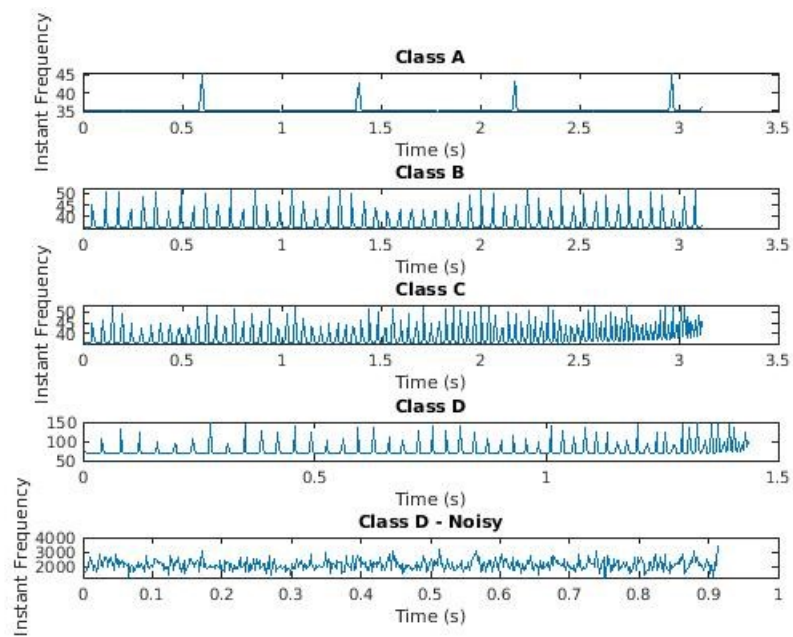 Class A
Instant Frequency
45
40
35
0 0.5 1 1.5 2 2.5 3 3.5
Time (s)
Class B
50
45
40
0 0.5 1 1.5 2 2.5 3 3.5
Time (s)
Class C
Instant Frequency
50
45
40
0 0.5 1 1.5 2 2.5 3 3.5
Time (s)
Class D
150
100
50
0 0.5 1 1.5
Time (s)
Class D - Noisy
Instant Frequency
4000
2000
0 0.1 0.2 0.3 0.4 0.5 0.6 0.7 0.8 0.9 1
Time (s)